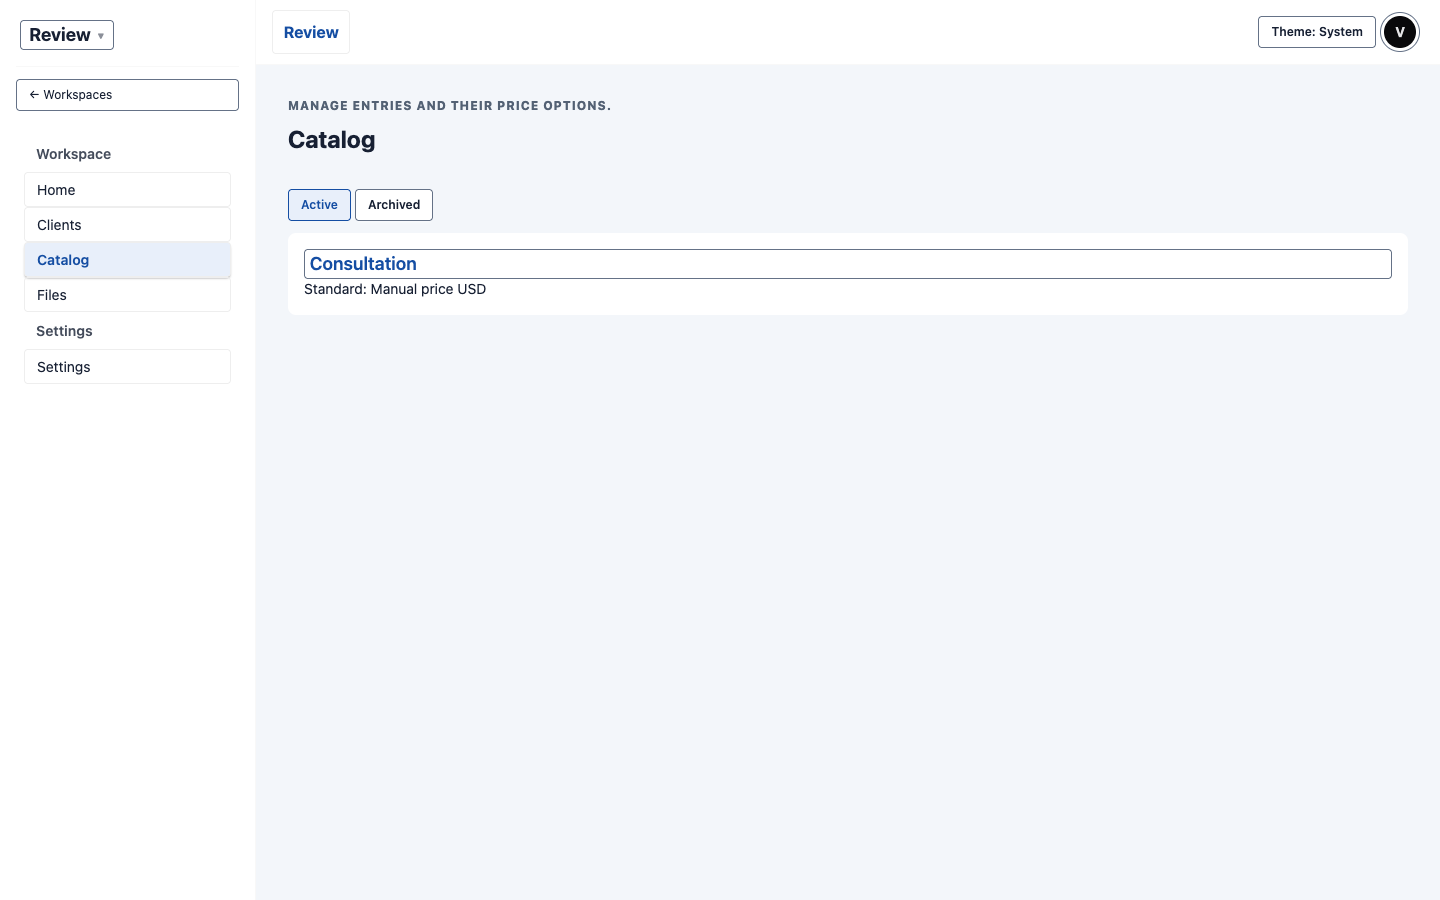 Review ▾
← Workspaces
Workspace
Home
Clients
Catalog
Files
Settings
Settings
Review
Theme: System
V
MANAGE ENTRIES AND THEIR PRICE OPTIONS.
Catalog
Active
Archived
Consultation
Standard: Manual price USD